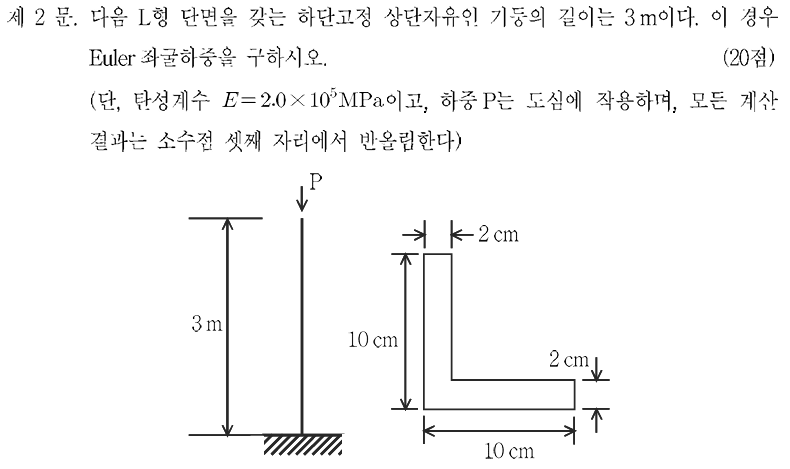 제 2 문. 다음 L형 단면을 갖는 하단고정 상단자유인 기둥의 길이는 3m이다. 이 경우
Euler 좌굴하중을 구하시오. (20점)
(단, 탄성계수 E=2.0×10⁵MPa이고, 하중 P는 도심에 작용하며, 모든 계산
결과는 소수점 셋째 자리에서 반올림한다)
P
2 cm
3 m
10 cm
2 cm
10 cm